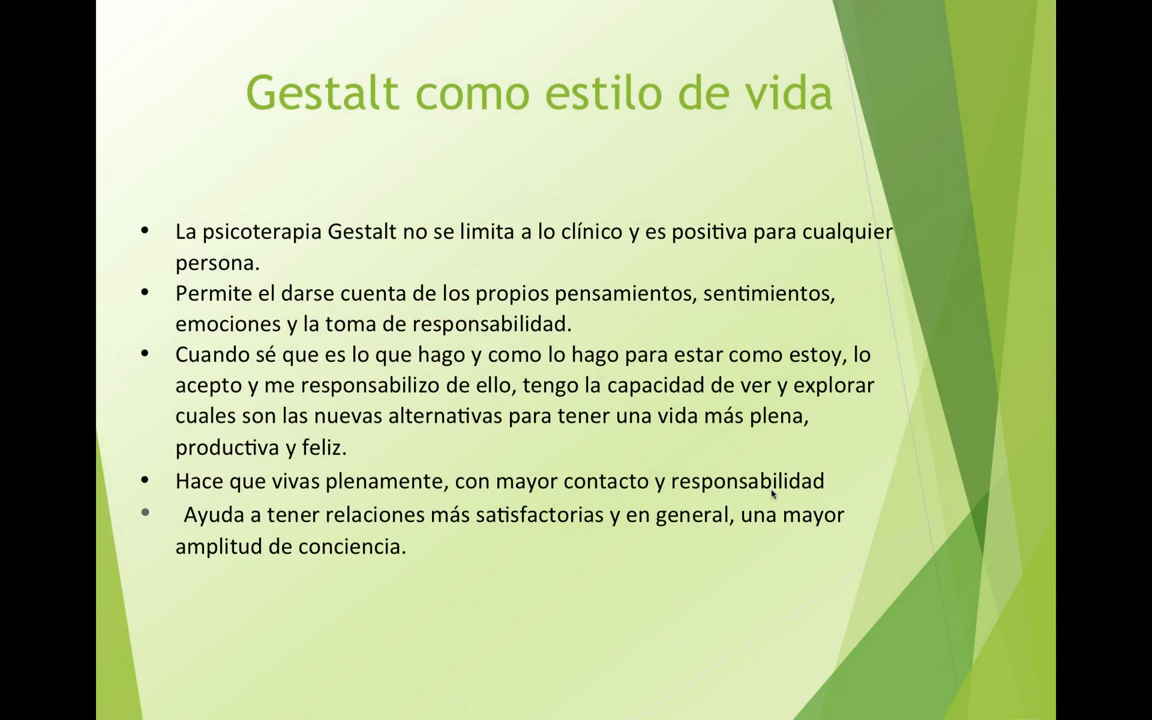 Gestalt como estilo de vida
• La psicoterapia Gestalt no se limita a lo clínico y es positiva para cualquier
persona.
• Permite el darse cuenta de los propios pensamientos, sentimientos,
emociones y la toma de responsabilidad.
• Cuando sé que es lo que hago y como lo hago para estar como estoy, lo
acepto y me responsabilizo de ello, tengo la capacidad de ver y explorar
cuales son las nuevas alternativas para tener una vida más plena,
productiva y feliz.
• Hace que vivas plenamente, con mayor contacto y responsabilidad
• Ayuda a tener relaciones más satisfactorias y en general, una mayor
amplitud de conciencia.